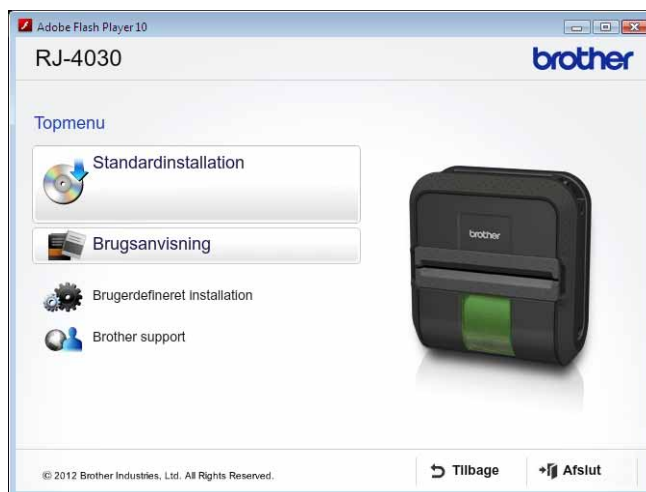 Adobe Flash Player 10
RJ-4030
brother
Topmenu
Standardinstallation
Brugsanvisning
Brugerdefineret installation
Brother support
brother
© 2012 Brother Industries, Ltd. All Rights Reserved.
Tilbage
Afslut